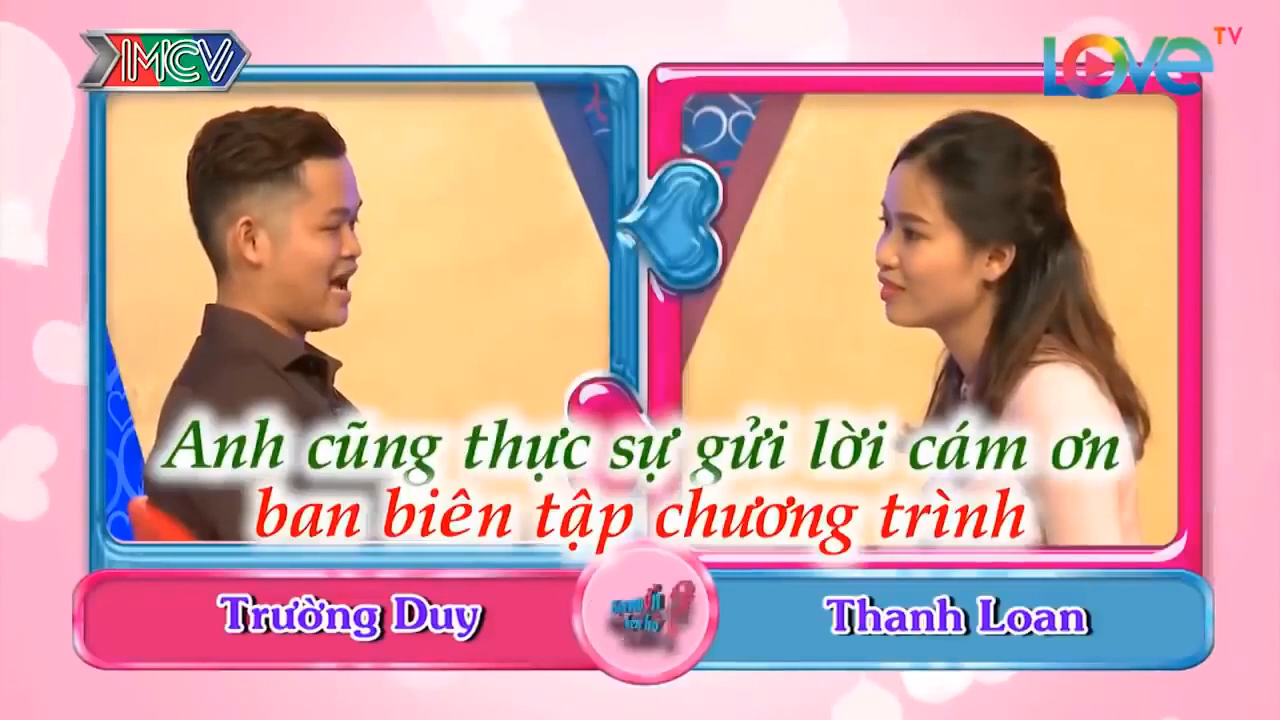 MCV
LOVE TV
Anh cũng thực sự gửi lời cám ơn
ban biên tập chương trình
Trường Duy
Thanh Loan